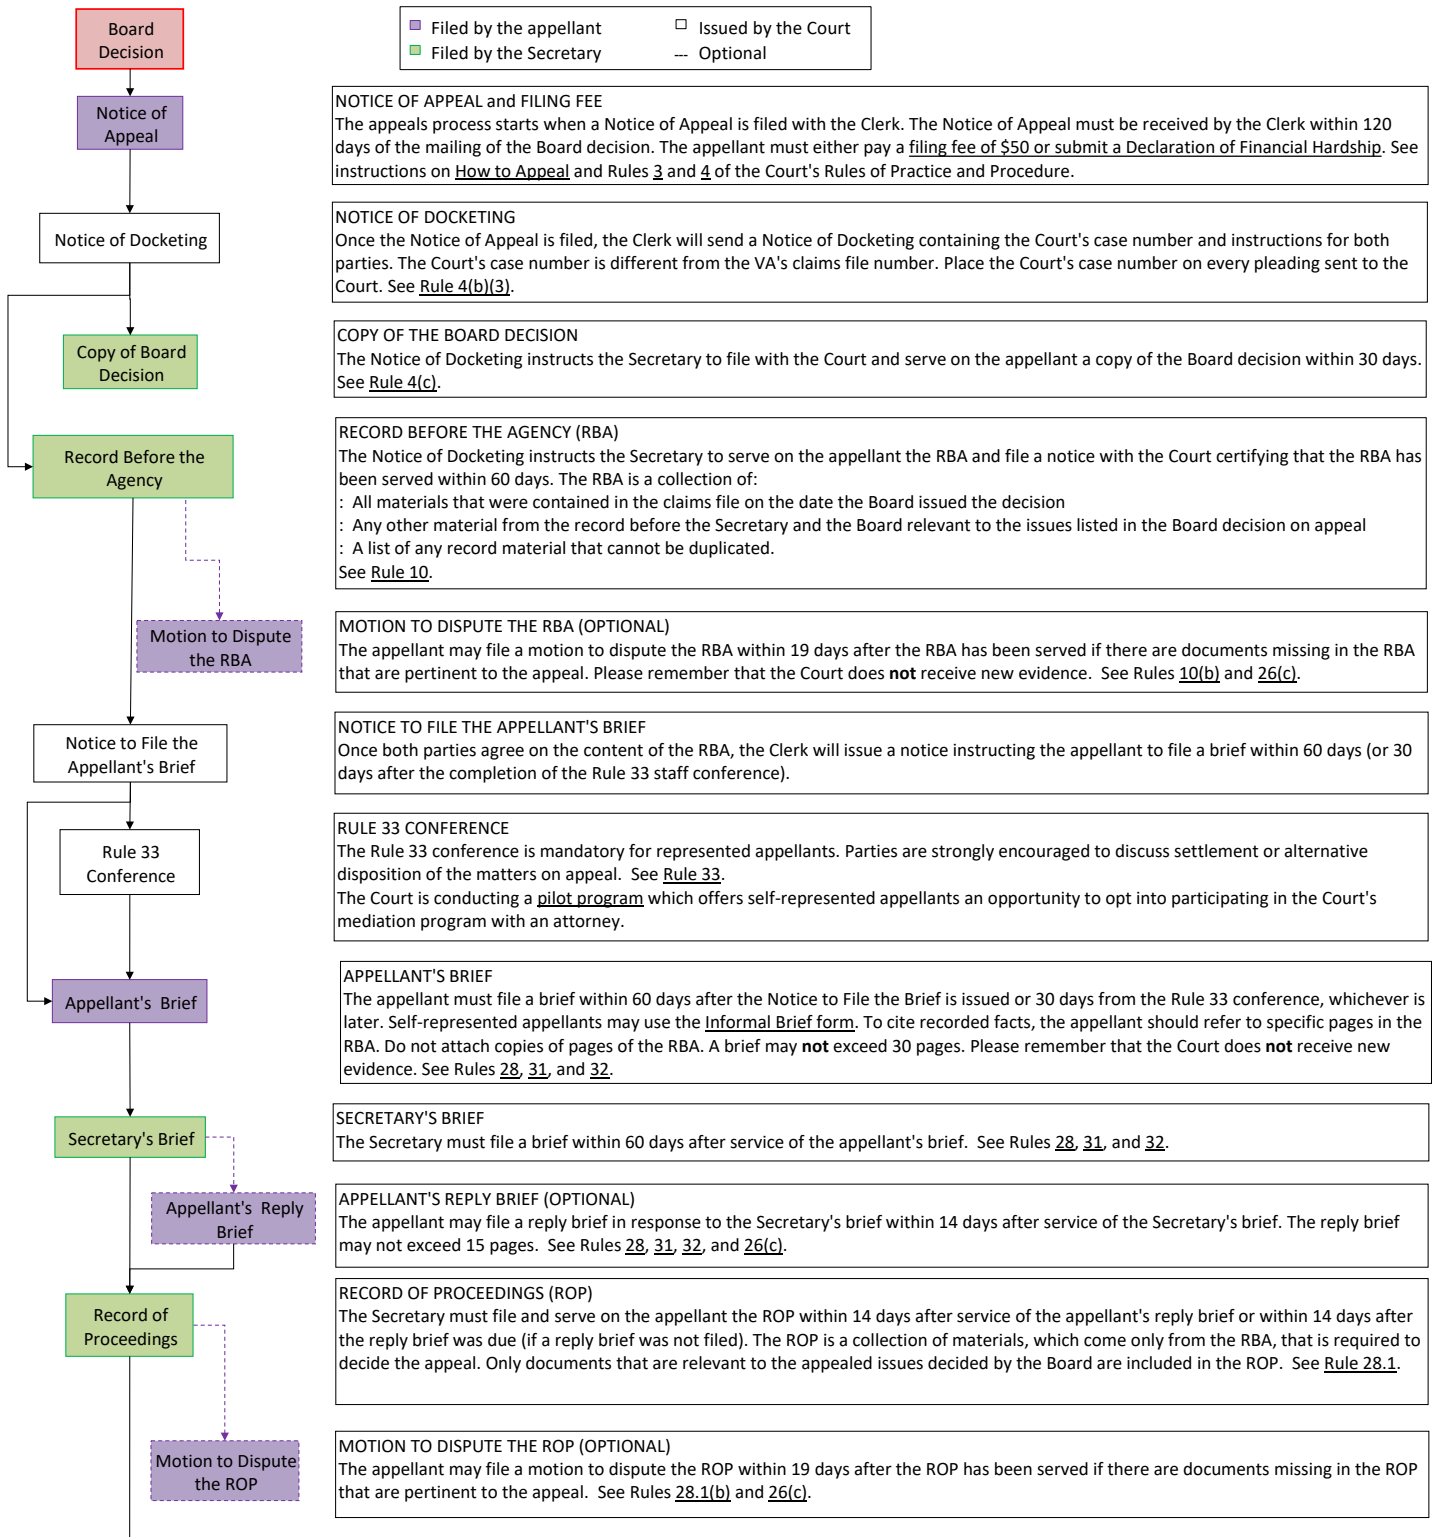 Board
Decision
Filed by the appellant
Issued by the Court
Filed by the Secretary
--- Optional
Notice of
Appeal
NOTICE OF APPEAL and FILING FEE
The appeals process starts when a Notice of Appeal is filed with the Clerk. The Notice of Appeal must be received by the Clerk within 120
days of the mailing of the Board decision. The appellant must either pay a filing fee of $50 or submit a Declaration of Financial Hardship. See
instructions on How to Appeal and Rules 3 and 4 of the Court's Rules of Practice and Procedure.
Notice of Docketing
NOTICE OF DOCKETING
Once the Notice of Appeal is filed, the Clerk will send a Notice of Docketing containing the Court's case number and instructions for both
parties. The Court's case number is different from the VA's claims file number. Place the Court's case number on every pleading sent to the
Court. See Rule 4(b)(3).
Copy of Board
Decision
COPY OF THE BOARD DECISION
The Notice of Docketing instructs the Secretary to file with the Court and serve on the appellant a copy of the Board decision within 30 days.
See Rule 4(c).
Record Before the
Agency
RECORD BEFORE THE AGENCY (RBA)
The Notice of Docketing instructs the Secretary to serve on the appellant the RBA and file a notice with the Court certifying that the RBA has
been served within 60 days. The RBA is a collection of:
: All materials that were contained in the claims file on the date the Board issued the decision
: Any other material from the record before the Secretary and the Board relevant to the issues listed in the Board decision on appeal
: A list of any record material that cannot be duplicated.
See Rule 10.
Motion to Dispute
the RBA
MOTION TO DISPUTE THE RBA (OPTIONAL)
The appellant may file a motion to dispute the RBA within 19 days after the RBA has been served if there are documents missing in the RBA
that are pertinent to the appeal. Please remember that the Court does not receive new evidence. See Rules 10(b) and 26(c).
Notice to File the
Appellant's Brief
NOTICE TO FILE THE APPELLANT'S BRIEF
Once both parties agree on the content of the RBA, the Clerk will issue a notice instructing the appellant to file a brief within 60 days (or 30
days after the completion of the Rule 33 staff conference).
Rule 33
Conference
RULE 33 CONFERENCE
The Rule 33 conference is mandatory for represented appellants. Parties are strongly encouraged to discuss settlement or alternative
disposition of the matters on appeal. See Rule 33.
The Court is conducting a pilot program which offers self-represented appellants an opportunity to opt into participating in the Court's
mediation program with an attorney.
Appellant's Brief
APPELLANT'S BRIEF
The appellant must file a brief within 60 days after the Notice to File the Brief is issued or 30 days from the Rule 33 conference, whichever is
later. Self-represented appellants may use the Informal Brief form. To cite recorded facts, the appellant should refer to specific pages in the
RBA. Do not attach copies of pages of the RBA. A brief may not exceed 30 pages. Please remember that the Court does not receive new
evidence. See Rules 28, 31, and 32.
Secretary's Brief
SECRETARY'S BRIEF
The Secretary must file a brief within 60 days after service of the appellant's brief. See Rules 28, 31, and 32.
Appellant's Reply
Brief
APPELLANT'S REPLY BRIEF (OPTIONAL)
The appellant may file a reply brief in response to the Secretary's brief within 14 days after service of the Secretary's brief. The reply brief
may not exceed 15 pages. See Rules 28, 31, 32, and 26(c).
Record of
Proceedings
RECORD OF PROCEEDINGS (ROP)
The Secretary must file and serve on the appellant the ROP within 14 days after service of the appellant's reply brief or within 14 days after
the reply brief was due (if a reply brief was not filed). The ROP is a collection of materials, which come only from the RBA, that is required to
decide the appeal. Only documents that are relevant to the appealed issues decided by the Board are included in the ROP. See Rule 28.1.
Motion to Dispute
the ROP
MOTION TO DISPUTE THE ROP (OPTIONAL)
The appellant may file a motion to dispute the ROP within 19 days after the ROP has been served if there are documents missing in the ROP
that are pertinent to the appeal. See Rules 28.1(b) and 26(c).